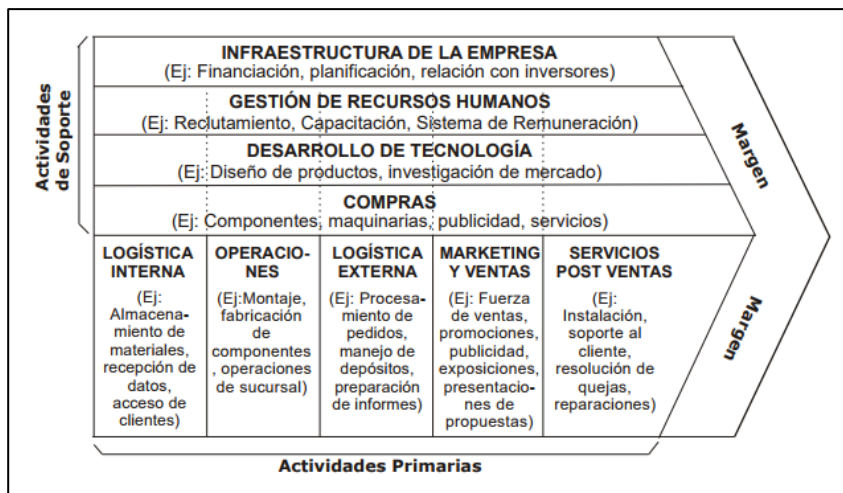 Actividades
de Soporte
INFRAESTRUCTURA DE LA EMPRESA
(Ej: Financiación, planificación, relación con inversores)
GESTIÓN DE RECURSOS HUMANOS
(Ej: Reclutamiento, Capacitación, Sistema de Remuneración)
DESARROLLO DE TECNOLOGÍA
(Ej: Diseño de productos, investigación de mercado)
COMPRAS
(Ej: Componentes, maquinarias, publicidad, servicios)
Margen
LOGÍSTICA
INTERNA
(Ej:
Almacena-
miento de
materiales,
recepción de
datos,
acceso de
clientes)
OPERACIO-
NES
(Ej:Montaje,
fabricación
de
componentes
, operaciones
de sucursal)
LOGÍSTICA
EXTERNA
(Ej: Procesa-
miento de
pedidos,
manejo de
depósitos,
preparación
de informes)
MARKETING
Y VENTAS
(Ej: Fuerza
de ventas,
promociones,
publicidad,
exposiciones,
presentacio-
nes de
propuestas)
SERVICIOS
POST VENTAS
(Ej:
Instalación,
soporte al
cliente,
resolución de
quejas,
reparaciones)
Margen
Actividades Primarias